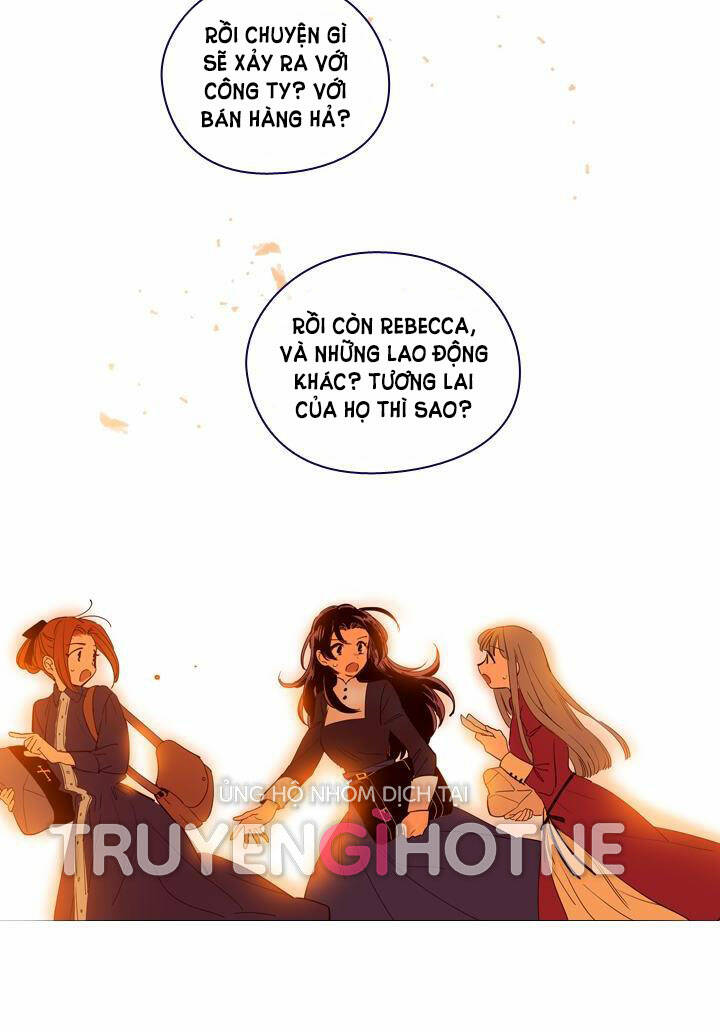 RỒI CHUYỆN GÌ
SẼ XẢY RA VỚI
CÔNG TY? VỚI
BÁN HÀNG HẢ?
RỒI CÒN REBECCA,
VÀ NHỮNG LAO ĐỘNG
KHÁC? TƯƠNG LAI
CỦA HỌ THÌ SAO?
ỦNG HỘ NHÓM DỊCH TẠI
TRUYENGIHOTNE